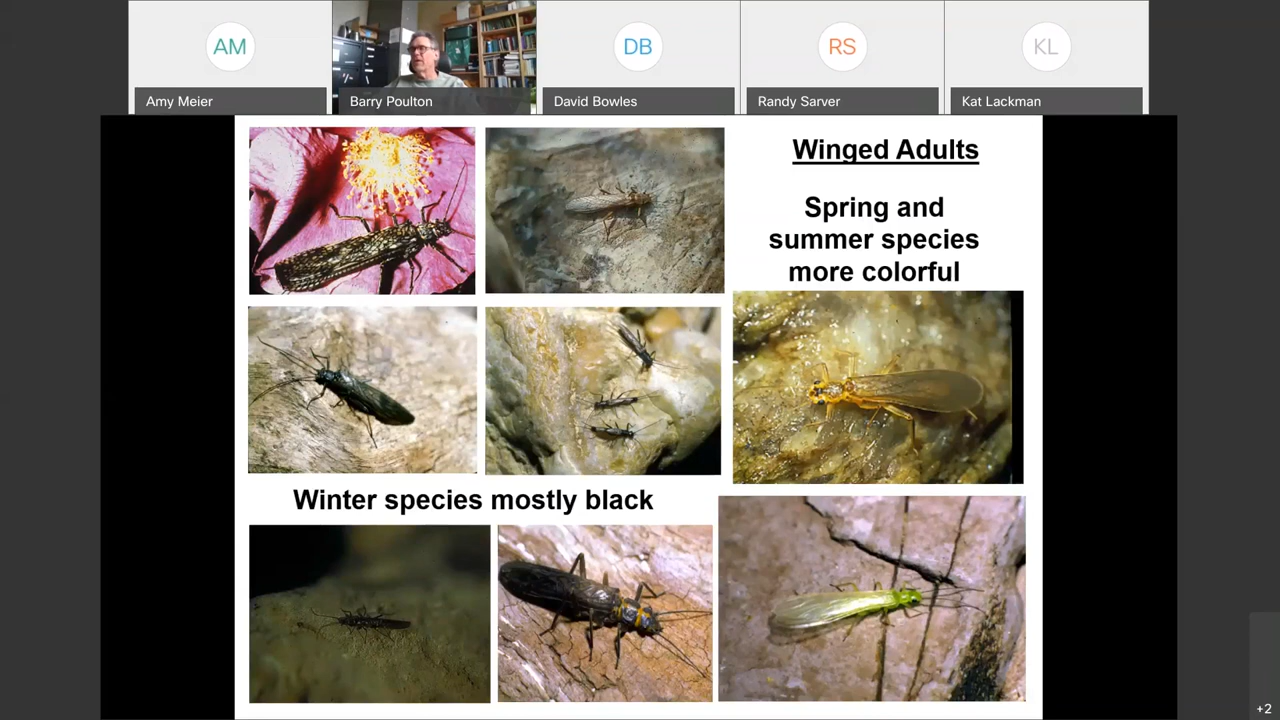 AM
Amy Meier
Barry Poulton
DB
David Bowles
RS
Randy Sarver
KL
Kat Lackman
Winged Adults
Spring and
summer species
more colorful
Winter species mostly black
+2